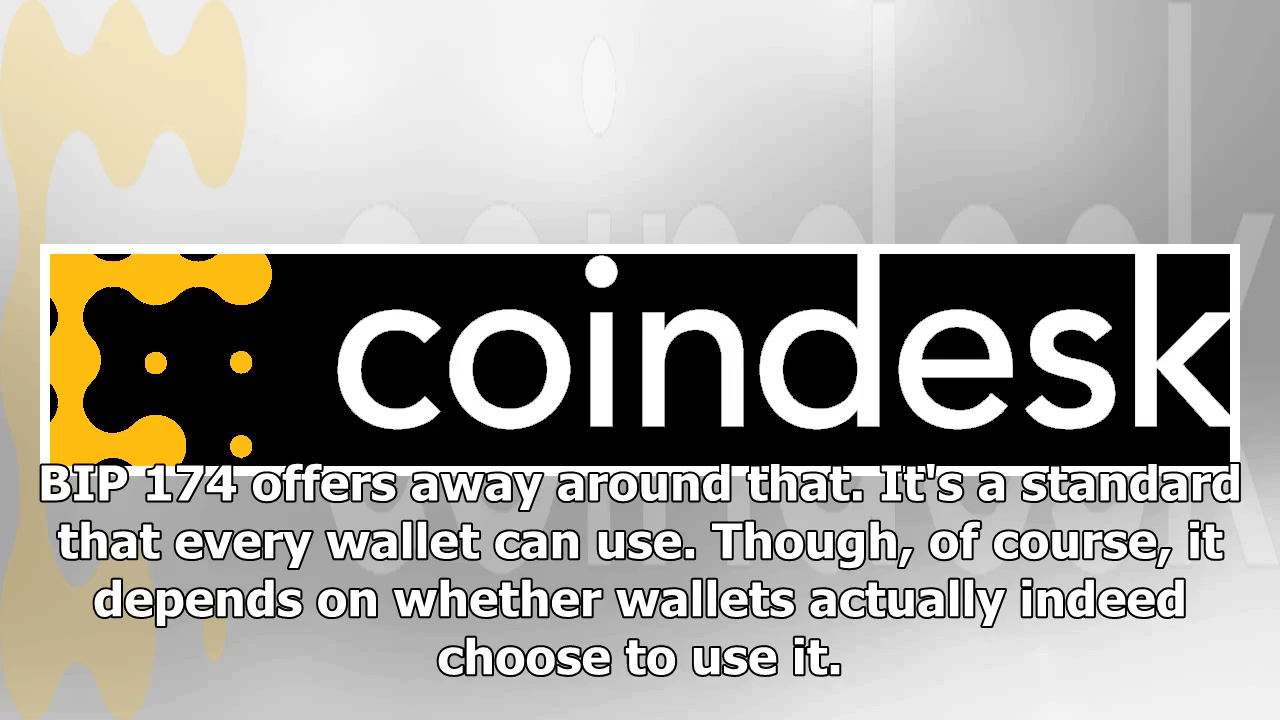 coindesk
BIP 174 offers away around that. It's a standard
that every wallet can use. Though, of course, it
depends on whether wallets actually indeed
choose to use it.